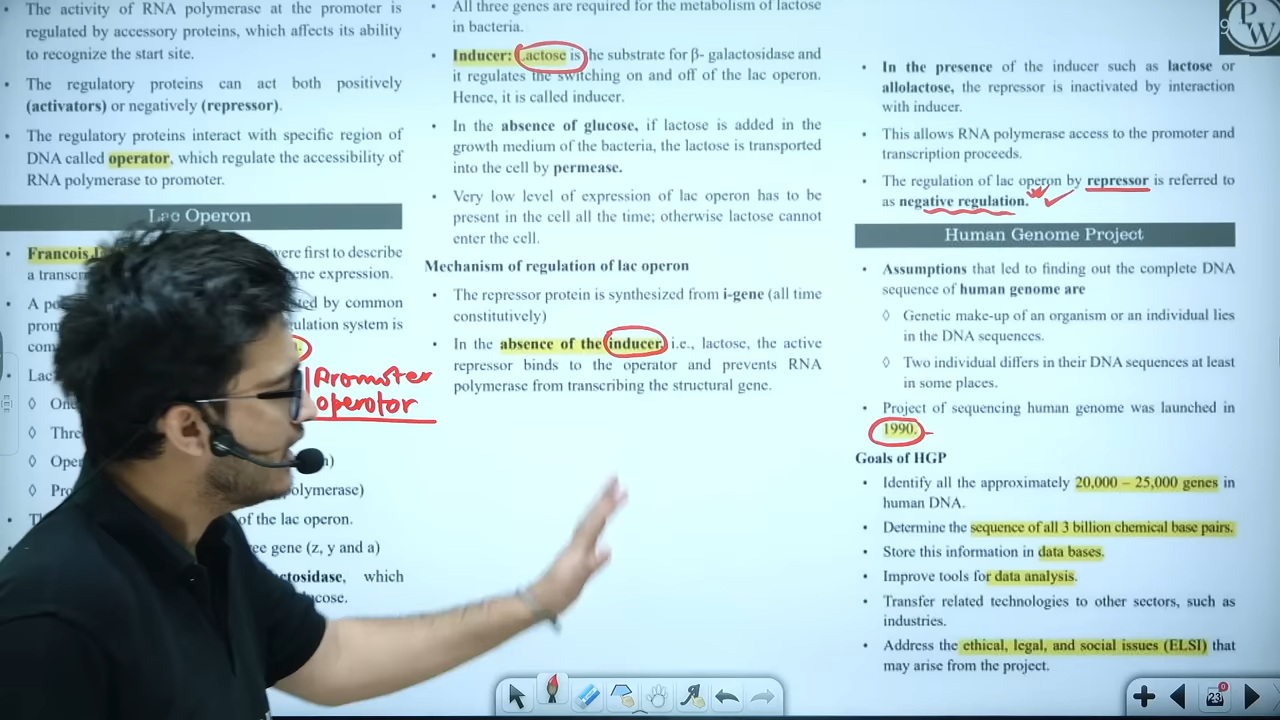 The activity of RNA polymerase at the promoter is
regulated by accessory proteins, which affects its ability
to recognize the start site.
• The regulatory proteins can act both positively
(activators) or negatively (repressor).
• The regulatory proteins interact with specific region of
DNA called operator, which regulate the accessibility of
RNA polymerase to promoter.
Lac Operon
• Francois
were first to describe
a
gene expression.
• A
by common
regulation system is
Promoter
operator
◊
◊
◊
◊ polymerase)
• of the lac operon.
gene (z, y and a)
which
All three genes are required for the metabolism of lactose
in bacteria.
• Inducer: Lactose is the substrate for β- galactosidase and
it regulates the switching on and off of the lac operon.
Hence, it is called inducer.
• In the absence of glucose, if lactose is added in the
growth medium of the bacteria, the lactose is transported
into the cell by permease.
• Very low level of expression of lac operon has to be
present in the cell all the time; otherwise lactose cannot
enter the cell.
Mechanism of regulation of lac operon
• The repressor protein is synthesized from i-gene (all time
constitutively)
• In the absence of the inducer, i.e., lactose, the active
repressor binds to the operator and prevents RNA
polymerase from transcribing the structural gene.
PW
• In the presence of the inducer such as lactose or
allolactose, the repressor is inactivated by interaction
with inducer.
• This allows RNA polymerase access to the promoter and
transcription proceeds.
• The regulation of lac operon by repressor is referred to
as negative regulation.
Human Genome Project
• Assumptions that led to finding out the complete DNA
sequence of human genome are
◊ Genetic make-up of an organism or an individual lies
in the DNA sequences.
◊ Two individual differs in their DNA sequences at least
in some places.
• Project of sequencing human genome was launched in
1990.
Goals of HGP
• Identify all the approximately 20,000 – 25,000 genes in
human DNA.
• Determine the sequence of all 3 billion chemical base pairs.
• Store this information in data bases.
• Improve tools for data analysis.
• Transfer related technologies to other sectors, such as
industries.
• Address the ethical, legal, and social issues (ELSI) that
may arise from the project.
23